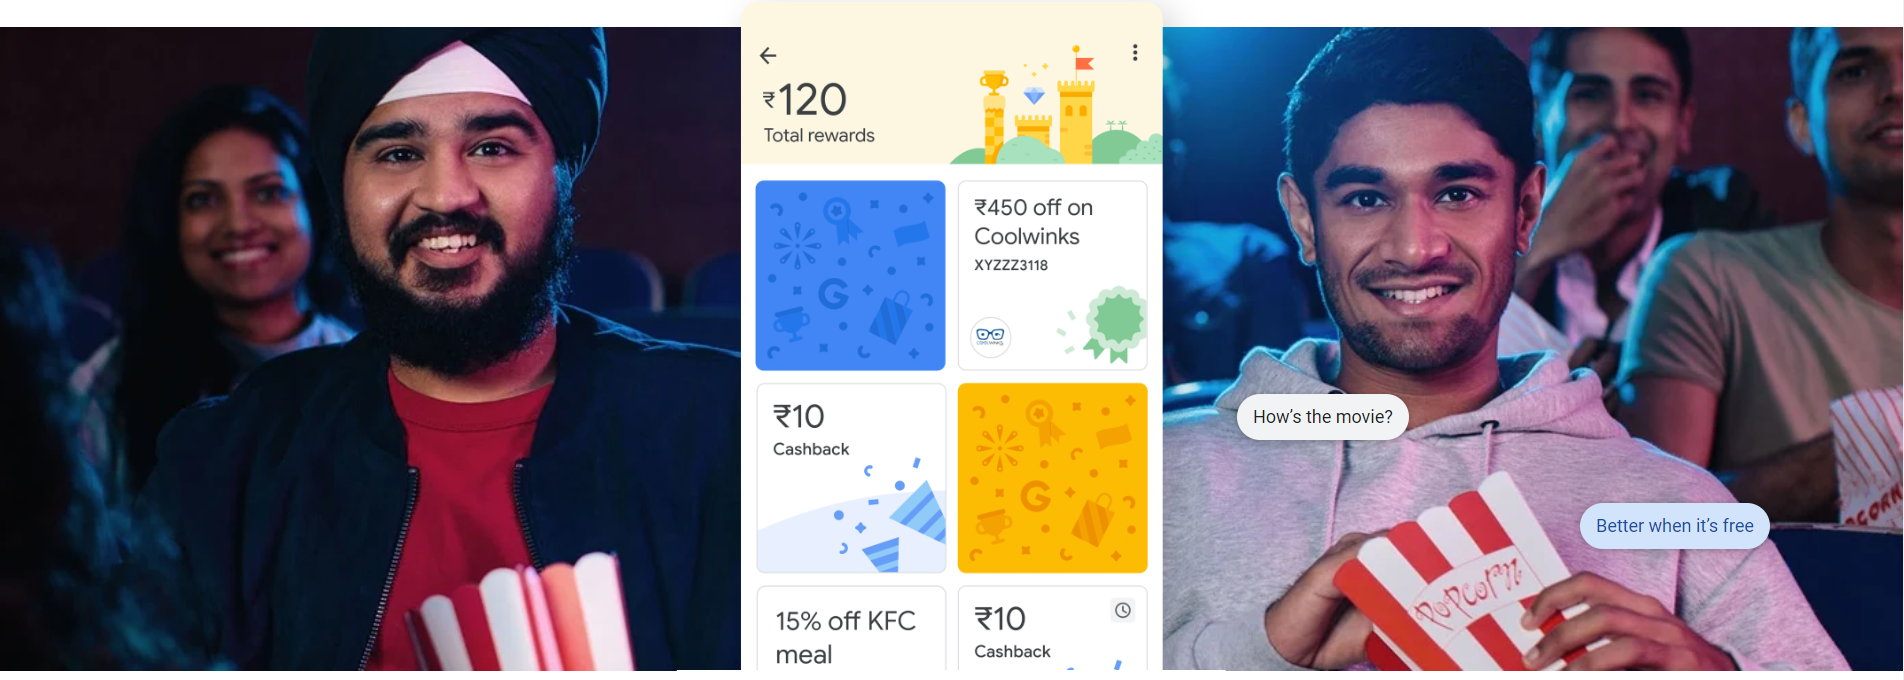 ₹120
Total rewards
₹450 off on
Coolwinks
XYZZZ3118
COOLWINKS
₹10
Cashback
G
G
15% off KFC
meal
₹10
Cashback
How's the movie?
Better when it's free
POPCORN